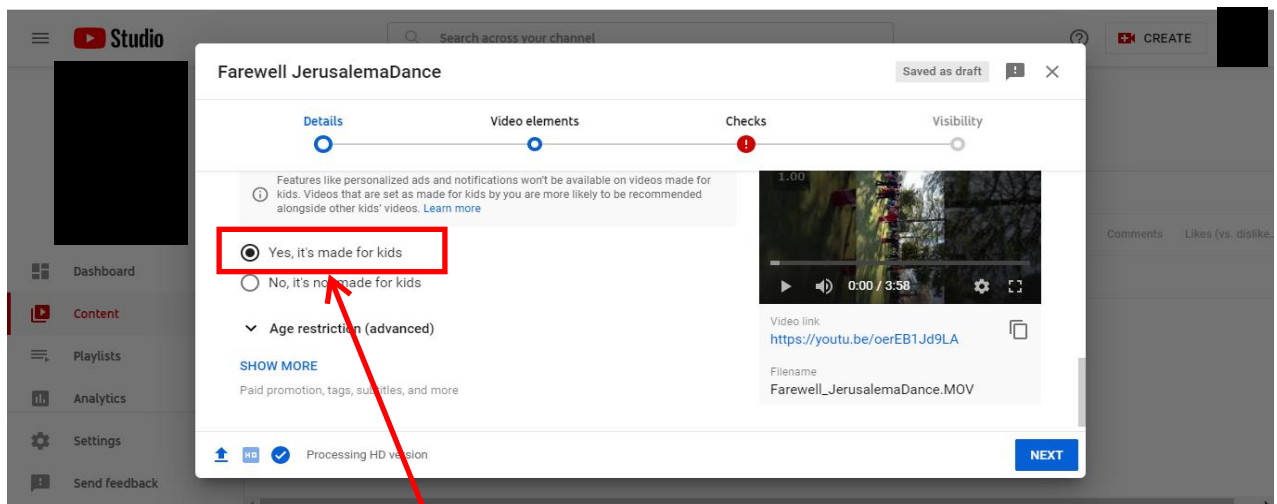 Studio
Search across your channel
CREATE
Farewell JerusalemaDance
Saved as draft
Details
Video elements
Checks
Visibility
Features like personalized ads and notifications won't be available on videos made for
kids. Videos that are set as made for kids by you are more likely to be recommended
alongside other kids' videos. Learn more
Yes, it's made for kids
No, it's not made for kids
Age restriction (advanced)
SHOW MORE
Paid promotion, tags, subtitles, and more
1.00
0:00 / 3:58
Video link
https://youtu.be/oerEB1Jd9LA
Filename
Farewell_JerusalemaDance.MOV
Comments
Likes (vs. dislike..
Dashboard
Content
Playlists
Analytics
Settings
Send feedback
HD
Processing HD version
NEXT